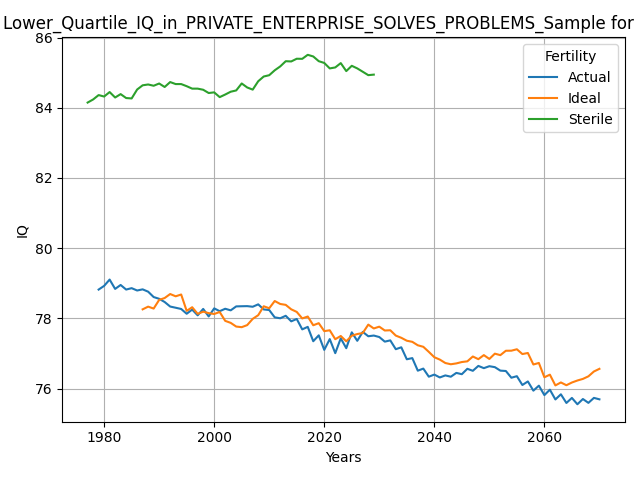 Lower_Quartile_IQ_in_PRIVATE_ENTERPRISE_SOLVES_PROBLEMS_Sample for
86
84
82
80
78
76
IQ
Fertility
Actual
Ideal
Sterile
1980 2000 2020 2040 2060
Years